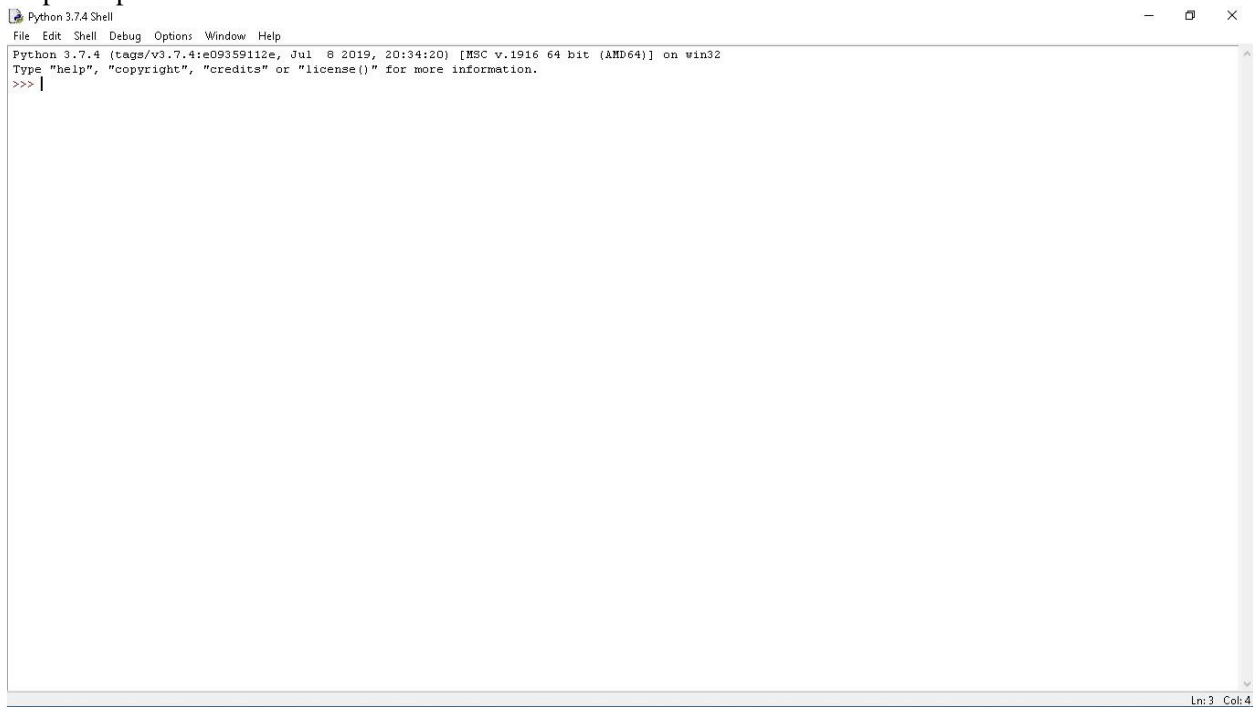 Python 3.7.4 Shell
File Edit Shell Debug Options Window Help
Python 3.7.4 (tags/v3.7.4:e09359112e, Jul  8 2019, 20:34:20) [MSC v.1916 64 bit (AMD64)] on win32
Type "help", "copyright", "credits" or "license()" for more information.
>>>
Ln: 3 Col: 4